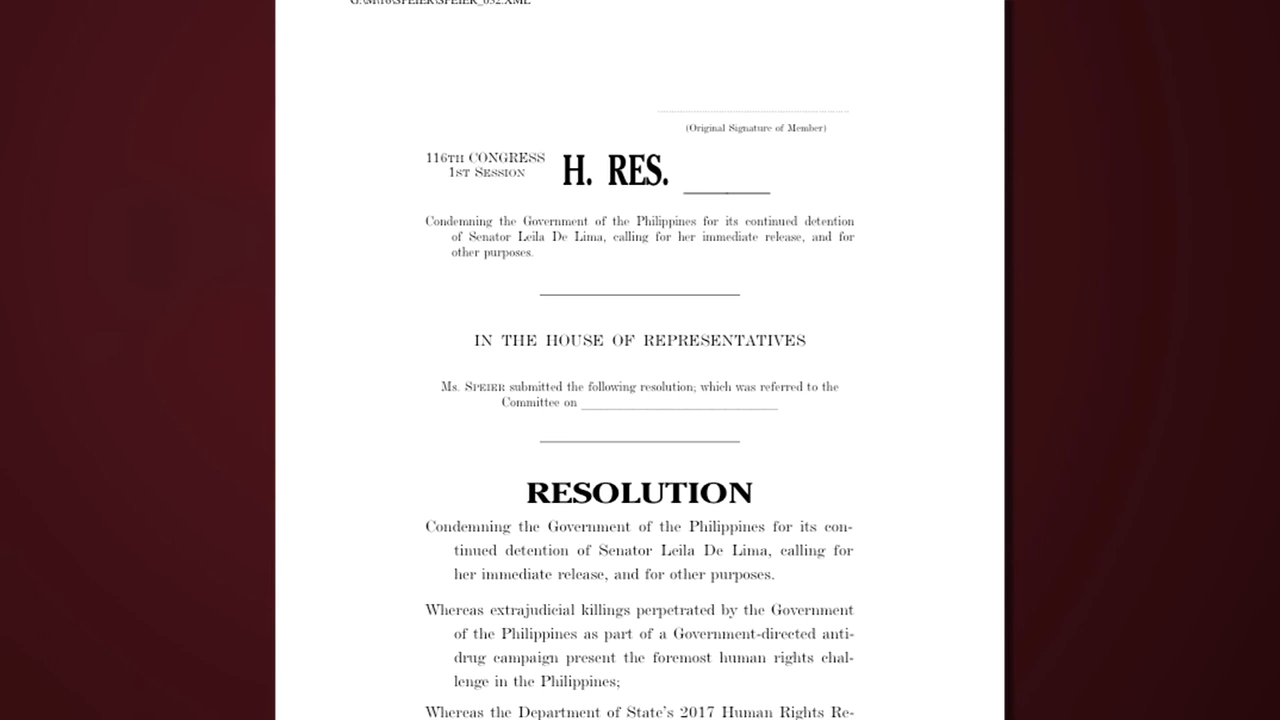 (Original Signature of Member)
116TH CONGRESS
1ST SESSION
H. RES.
Condemning the Government of the Philippines for its continued detention
of Senator Leila De Lima, calling for her immediate release, and for
other purposes.
IN THE HOUSE OF REPRESENTATIVES
Ms. SPEIER submitted the following resolution; which was referred to the
Committee on
RESOLUTION
Condemning the Government of the Philippines for its con-
tinued detention of Senator Leila De Lima, calling for
her immediate release, and for other purposes.
Whereas extrajudicial killings perpetrated by the Government
of the Philippines as part of a Government-directed anti-
drug campaign present the foremost human rights chal-
lenge in the Philippines;
Whereas the Department of State's 2017 Human Rights Re-